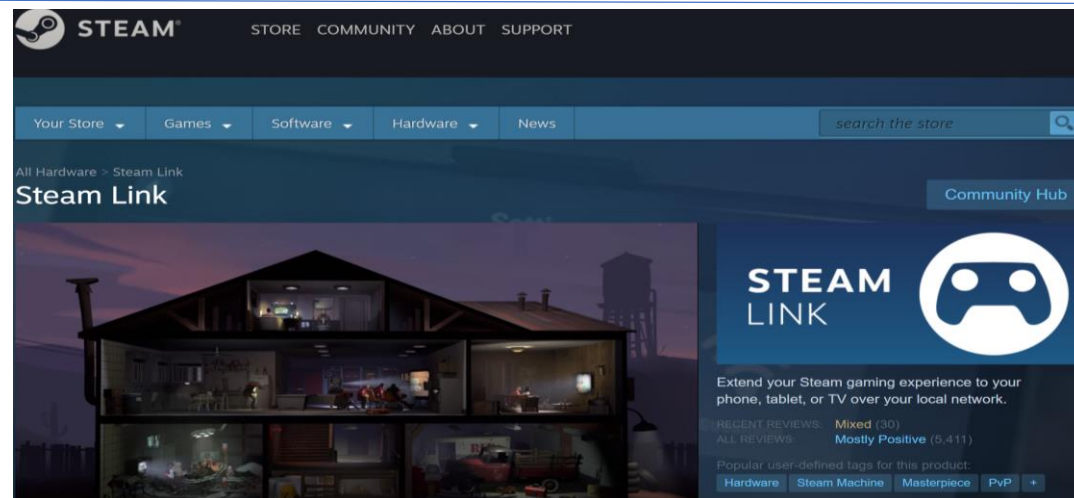 STEAM®
STORE COMMUNITY ABOUT SUPPORT
Your Store Games Software Hardware News
search the store
All Hardware > Steam Link
Steam Link
Community Hub
STEAM
LINK
Extend your Steam gaming experience to your
phone, tablet, or TV over your local network.
RECENT REVIEWS: Mixed (30)
ALL REVIEWS: Mostly Positive (5,411)
Popular user-defined tags for this product:
Hardware Steam Machine Masterpiece PvP +